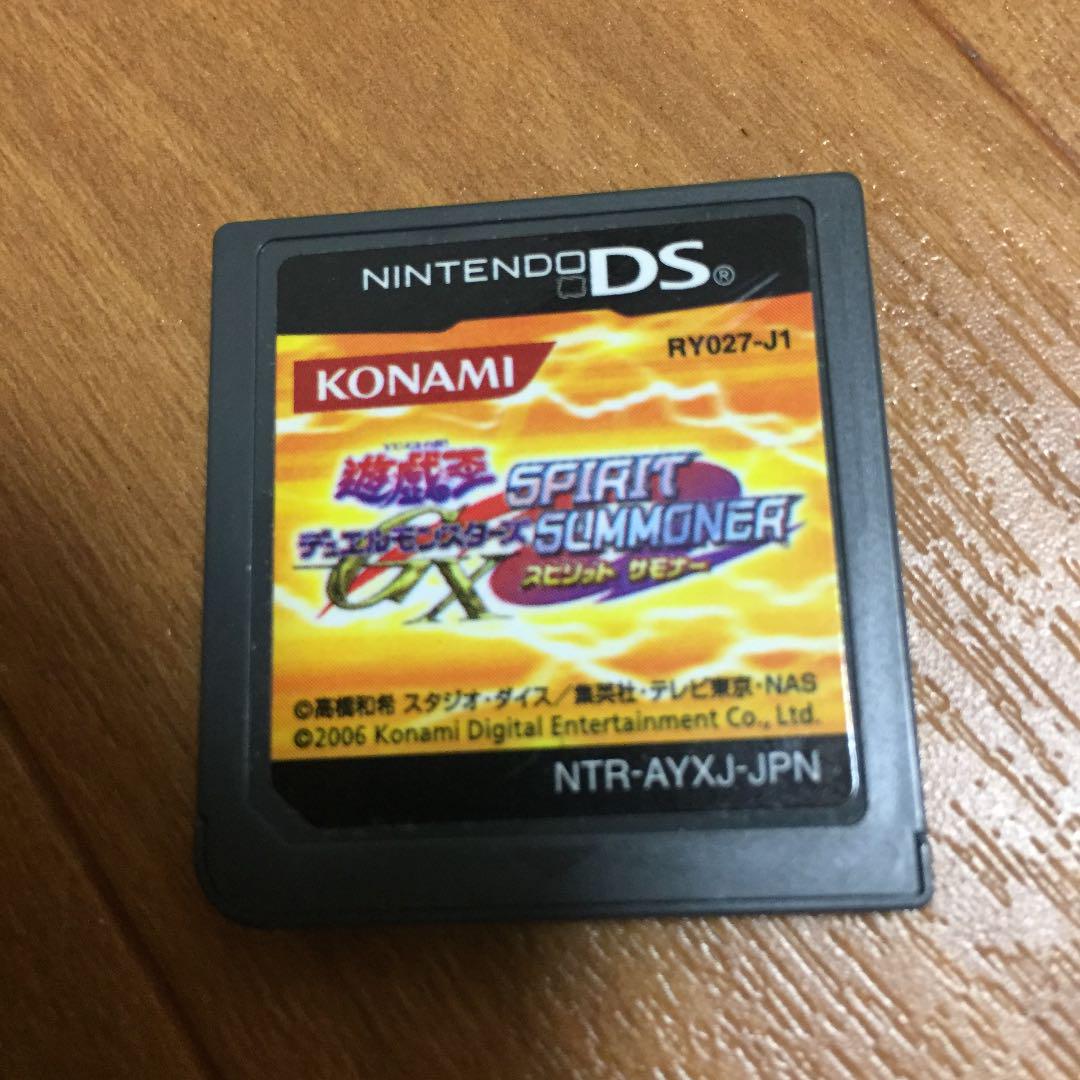 NINTENDO DS®
RY027-J1
KONAMI
遊戯王
SPIRIT
デュエルモンスターズ
SUMMONER
GX
スピリット サモナー
©高橋和希 スタジオ・ダイス／集英社・テレビ東京・NAS
©2006 Konami Digital Entertainment Co., Ltd.
NTR-AYXJ-JPN